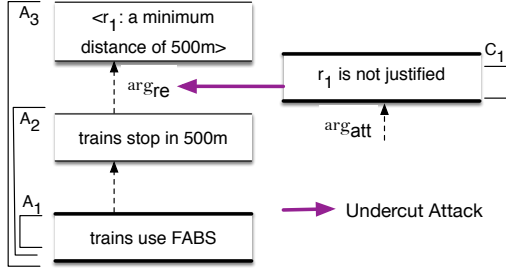 A3
<r1: a minimum
distance of 500m>
C1
r1 is not justified
argre
argatt
A2
trains stop in 500m
A1
trains use FABS
Undercut Attack